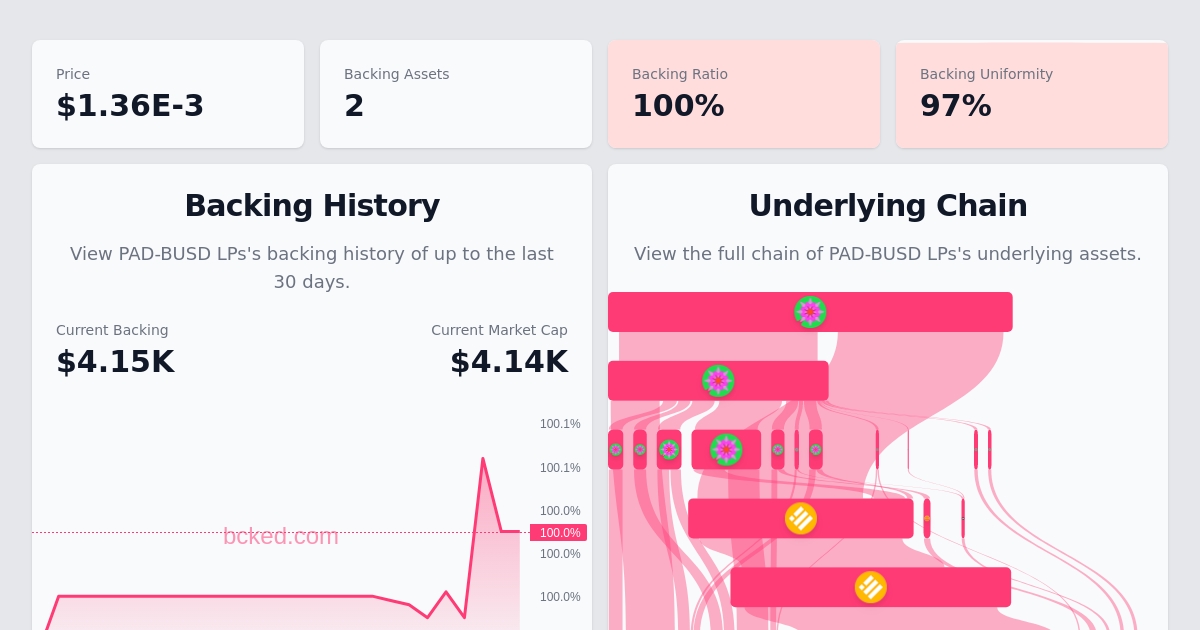 Price
$1.36E-3
Backing Assets
2
Backing Ratio
100%
Backing Uniformity
97%
Backing History
View PAD-BUSD LPs's backing history of up to the last
30 days.
Current Backing
$4.15K
Current Market Cap
$4.14K
100.1%
100.1%
100.0%
100.0%
100.0%
100.0%
bcked.com
Underlying Chain
View the full chain of PAD-BUSD LPs's underlying assets.